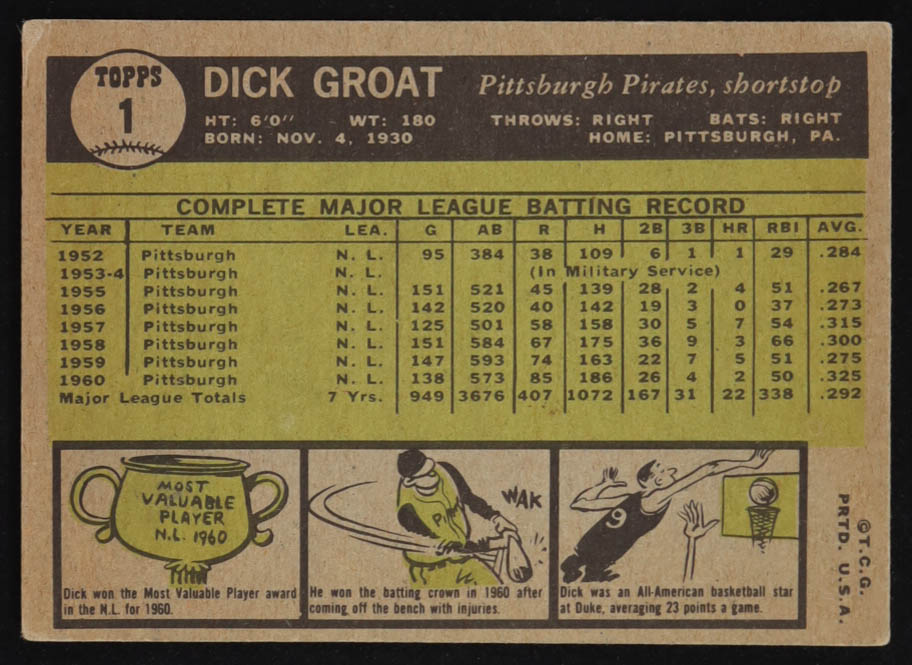 TOPPS
1
DICK GROAT Pittsburgh Pirates, shortstop
HT: 6'0" WT: 180 THROWS: RIGHT BATS: RIGHT
BORN: NOV. 4, 1930 HOME: PITTSBURGH, PA.
COMPLETE MAJOR LEAGUE BATTING RECORD
YEAR TEAM LEA. G AB R H 2B 3B HR RBI AVG.
1952 Pittsburgh N. L. 95 384 38 109 6 1 1 29 .284
1953-4 (In Military Service)
1955 Pittsburgh N. L. 151 521 45 139 28 2 4 51 .267
1956 Pittsburgh N. L. 142 520 40 142 19 3 0 37 .273
1957 Pittsburgh N. L. 125 501 58 158 30 5 7 54 .315
1958 Pittsburgh N. L. 151 584 67 175 36 9 3 66 .300
1959 Pittsburgh N. L. 147 593 74 163 22 7 5 51 .275
1960 Pittsburgh N. L. 138 573 85 186 26 4 2 50 .325
Major League Totals 7 Yrs. 949 3676 407 1072 167 31 22 338 .292
MOST
VALUABLE
PLAYER
N.L. 1960
Dick won the Most Valuable Player award
in the N.L. for 1960.
WAK
PI
He won the batting crown in 1960 after
coming off the bench with injuries.
9
Dick was an All-American basketball star
at Duke, averaging 23 points a game.
©T.C.G.
PRTD. U.S.A.